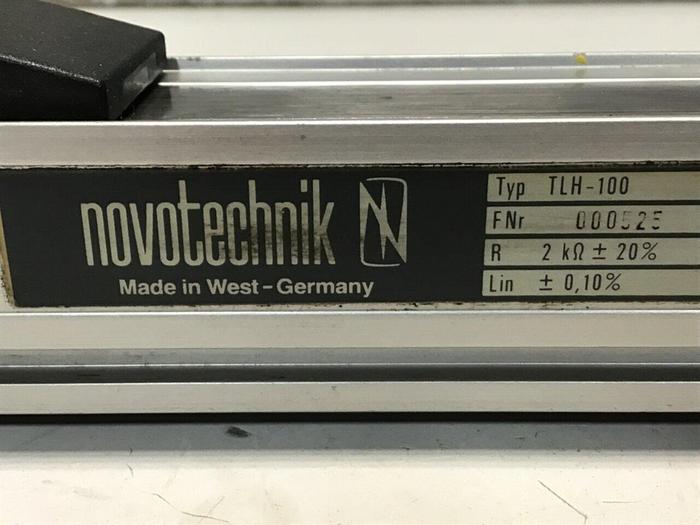 novotechnik
Made in West-Germany
Typ TLH-100
FNr 000525
R 2 kΩ ± 20%
Lin ± 0,10%